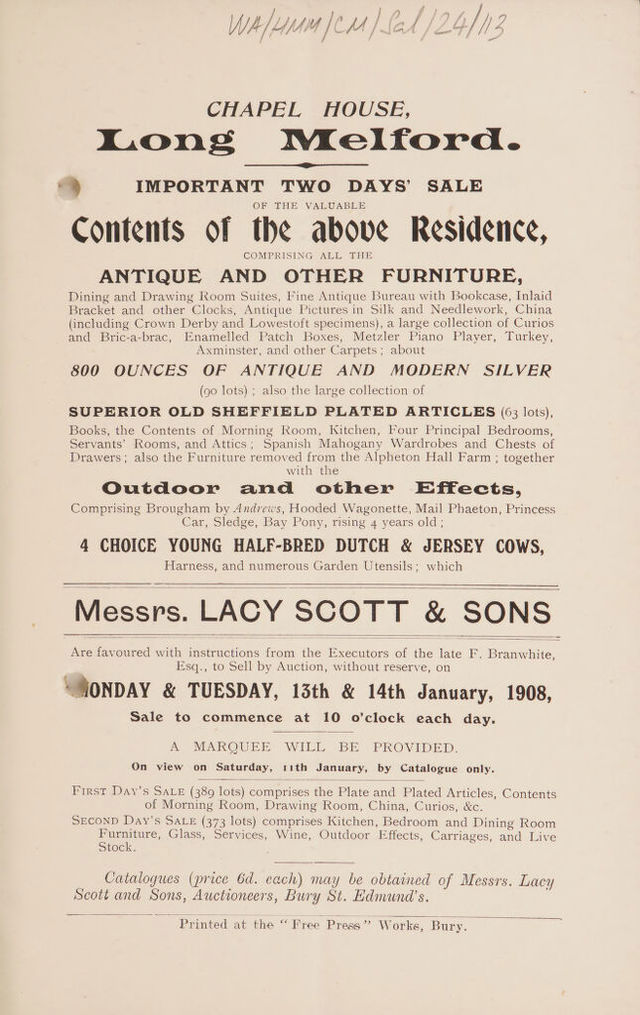 WA/HMM/CM/Sal/24/113
CHAPEL HOUSE,
Long Melford.
IMPORTANT TWO DAYS' SALE
OF THE VALUABLE
Contents of the above Residence,
COMPRISING ALL THE
ANTIQUE AND OTHER FURNITURE,
Dining and Drawing Room Suites, Fine Antique Bureau with Bookcase, Inlaid
Bracket and other Clocks, Antique Pictures in Silk and Needlework, China
(including Crown Derby and Lowestoft specimens), a large collection of Curios
and Bric-a-brac, Enamelled Patch Boxes, Metzler Piano Player, Turkey,
Axminster, and other Carpets; about
800 OUNCES OF ANTIQUE AND MODERN SILVER
(90 lots); also the large collection of
SUPERIOR OLD SHEFFIELD PLATED ARTICLES (63 lots),
Books, the Contents of Morning Room, Kitchen, Four Principal Bedrooms,
Servants' Rooms, and Attics; Spanish Mahogany Wardrobes and Chests of
Drawers; also the Furniture removed from the Alpheton Hall Farm; together
with the
Outdoor and other Effects,
Comprising Brougham by Andrews, Hooded Wagonette, Mail Phaeton, Princess
Car, Sledge, Bay Pony, rising 4 years old;
4 CHOICE YOUNG HALF-BRED DUTCH & JERSEY COWS,
Harness, and numerous Garden Utensils; which
Messrs. LACY SCOTT & SONS
Are favoured with instructions from the Executors of the late F. Branwhite,
Esq., to Sell by Auction, without reserve, on
MONDAY & TUESDAY, 13th & 14th January, 1908,
Sale to commence at 10 o'clock each day.
A MARQUEE WILL BE PROVIDED.
On view on Saturday, 11th January, by Catalogue only.
FIRST DAY'S SALE (389 lots) comprises the Plate and Plated Articles, Contents
of Morning Room, Drawing Room, China, Curios, &c.
SECOND DAY'S SALE (373 lots) comprises Kitchen, Bedroom and Dining Room
Furniture, Glass, Services, Wine, Outdoor Effects, Carriages, and Live
Stock.
Catalogues (price 6d. each) may be obtained of Messrs. Lacy
Scott and Sons, Auctioneers, Bury St. Edmund's.
Printed at the "Free Press" Works, Bury.